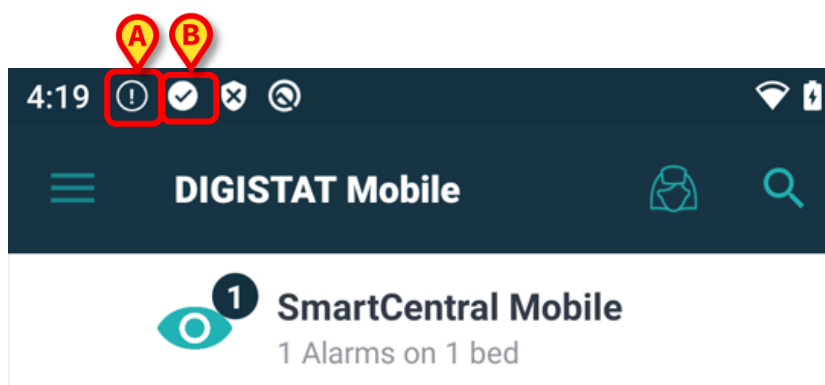 A B
4:19
DIGISTAT Mobile
1
SmartCentral Mobile
1 Alarms on 1 bed